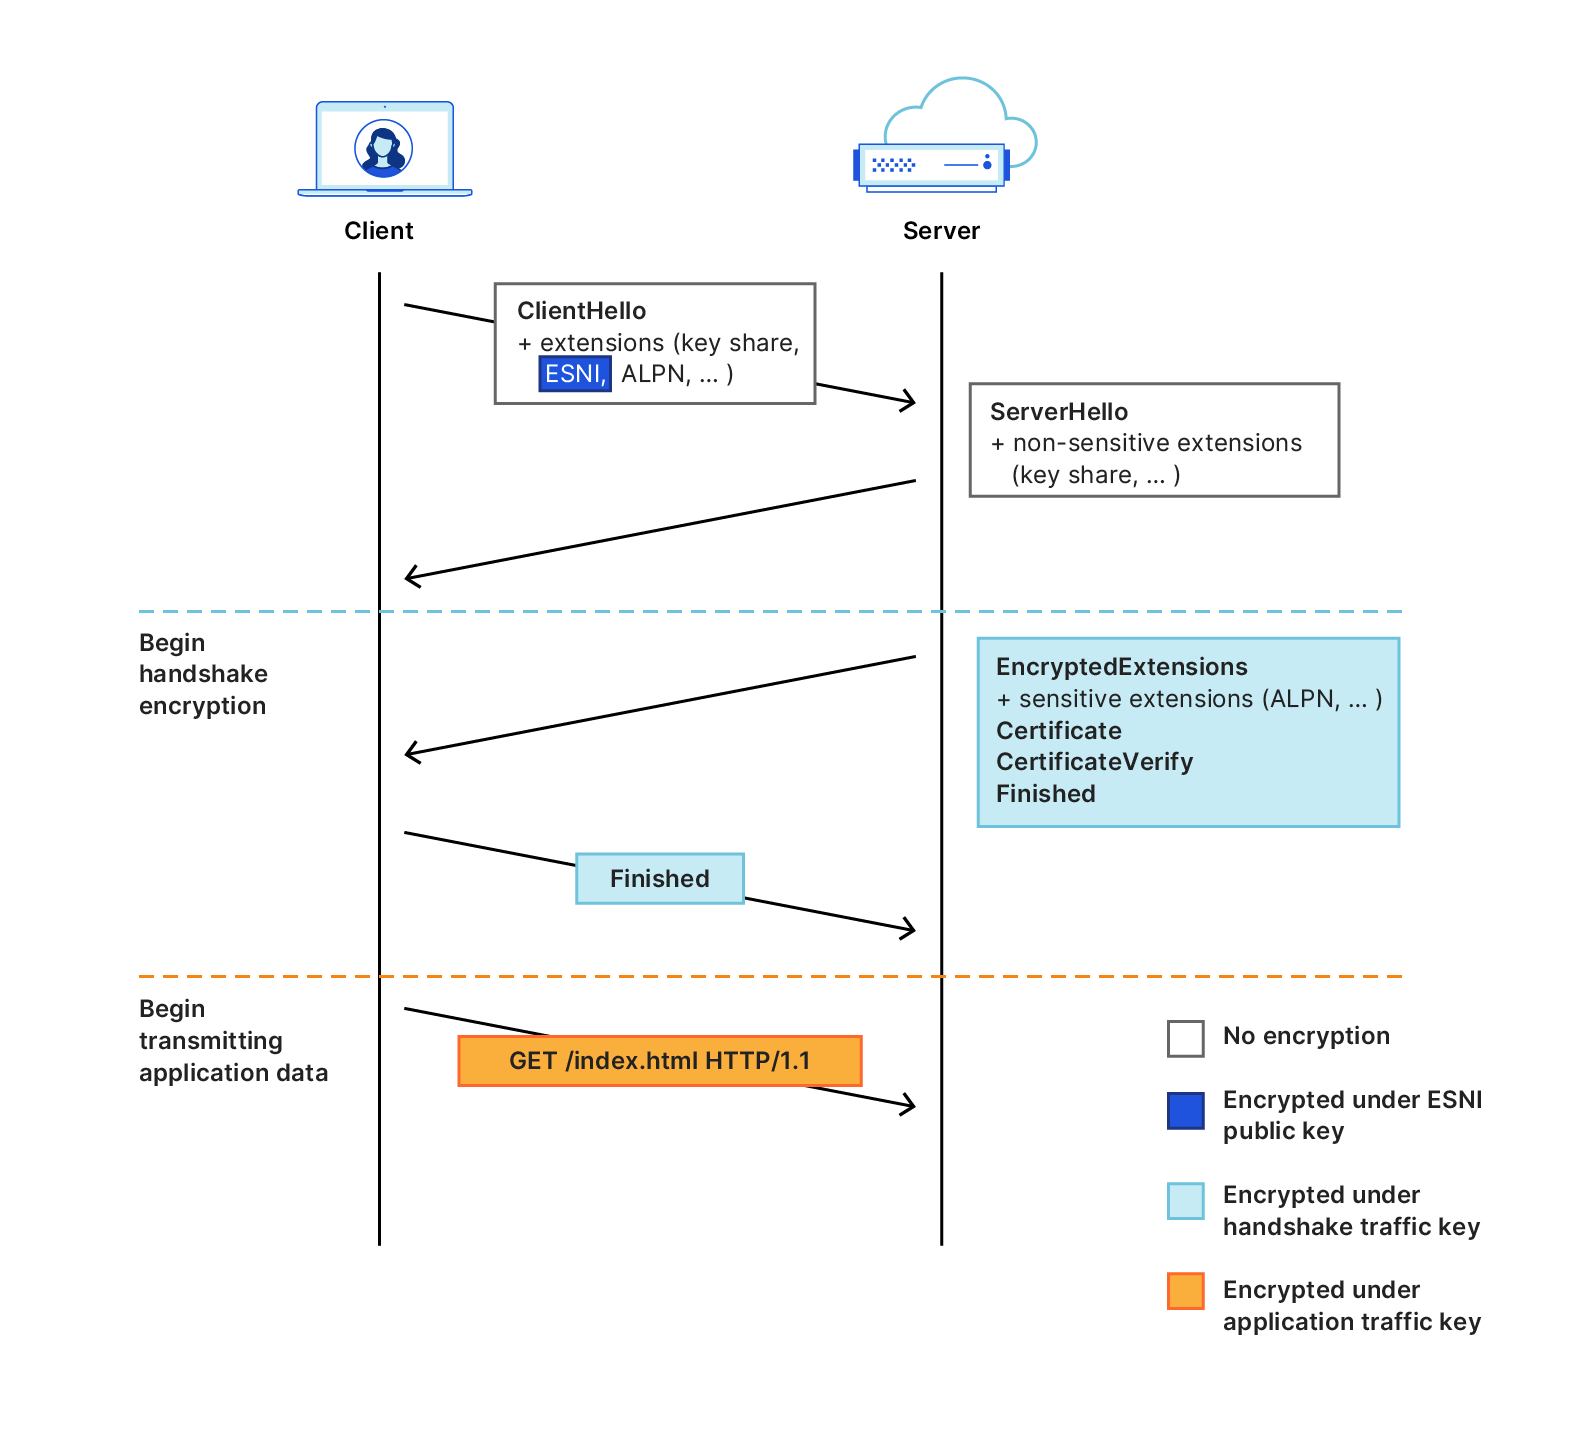 Client
Server
ClientHello
+ extensions (key share,
ESNI, ALPN, ... )
ServerHello
+ non-sensitive extensions
(key share, ... )
Begin
handshake
encryption
EncryptedExtensions
+ sensitive extensions (ALPN, ... )
Certificate
CertificateVerify
Finished
Finished
Begin
transmitting
application data
GET /index.html HTTP/1.1
No encryption
Encrypted under ESNI
public key
Encrypted under
handshake traffic key
Encrypted under
application traffic key